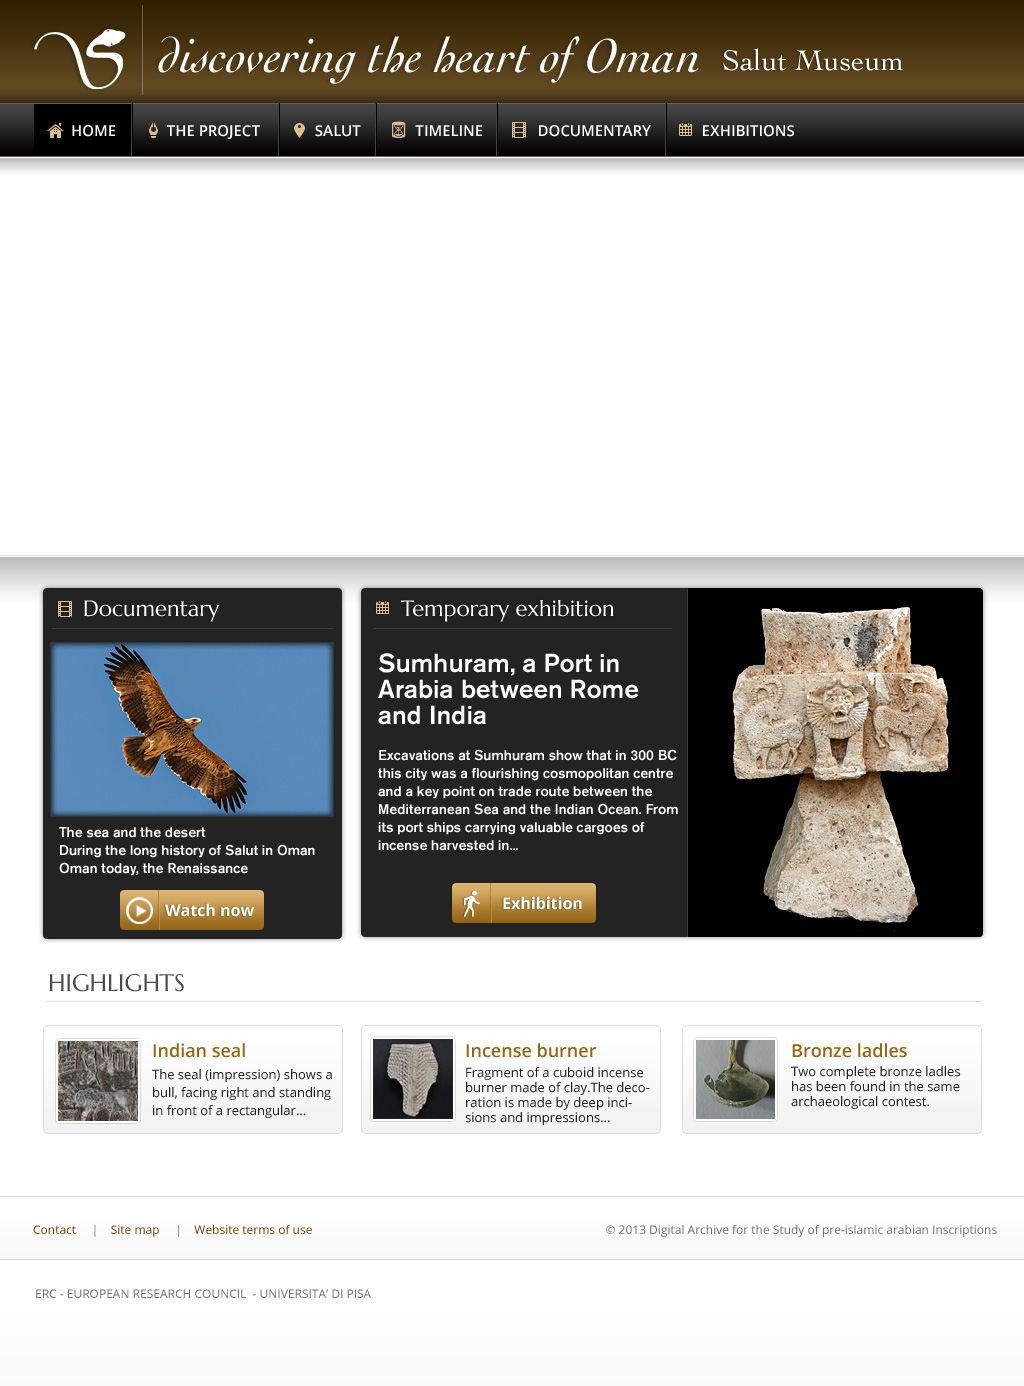 discovering the heart of Oman Salut Museum
HOME THE PROJECT SALUT TIMELINE DOCUMENTARY EXHIBITIONS
Documentary
The sea and the desert
During the long history of Salut in Oman
Oman today, the Renaissance
Watch now
Temporary exhibition
Sumhuram, a Port in
Arabia between Rome
and India
Excavations at Sumhuram show that in 300 BC
this city was a flourishing cosmopolitan centre
and a key point on trade route between the
Mediterranean Sea and the Indian Ocean. From
its port ships carrying valuable cargoes of
incense harvested in...
Exhibition
HIGHLIGHTS
Indian seal
The seal (impression) shows a
bull, facing right and standing
in front of a rectangular...
Incense burner
Fragment of a cuboid incense
burner made of clay.The deco-
ration is made by deep inci-
sions and impressions...
Bronze ladles
Two complete bronze ladles
has been found in the same
archaeological contest.
Contact | Site map | Website terms of use
© 2013 Digital Archive for the Study of pre-islamic arabian Inscriptions
ERC - EUROPEAN RESEARCH COUNCIL - UNIVERSITA' DI PISA